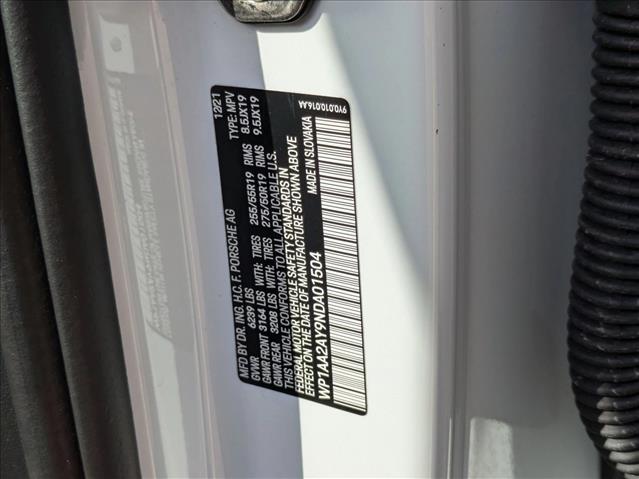 MFD. BY DR. ING. H.C. F. PORSCHE AG 12/21
GVWR 6239 LBS TYPE: MPV
GAWR FRONT 3164 LBS WITH: TIRES 255/55R19 RIMS 8.5JX19
GAWR REAR 3208 LBS WITH: TIRES 275/50R19 RIMS 9.5JX19
THIS VEHICLE CONFORMS TO ALL APPLICABLE U.S.
FEDERAL MOTOR VEHICLE SAFETY STANDARDS IN
EFFECT ON THE DATE OF MANUFACTURE SHOWN ABOVE
WP1AA2AY9NDA01504 MADE IN SLOVAKIA
9Y0.010.016.AA